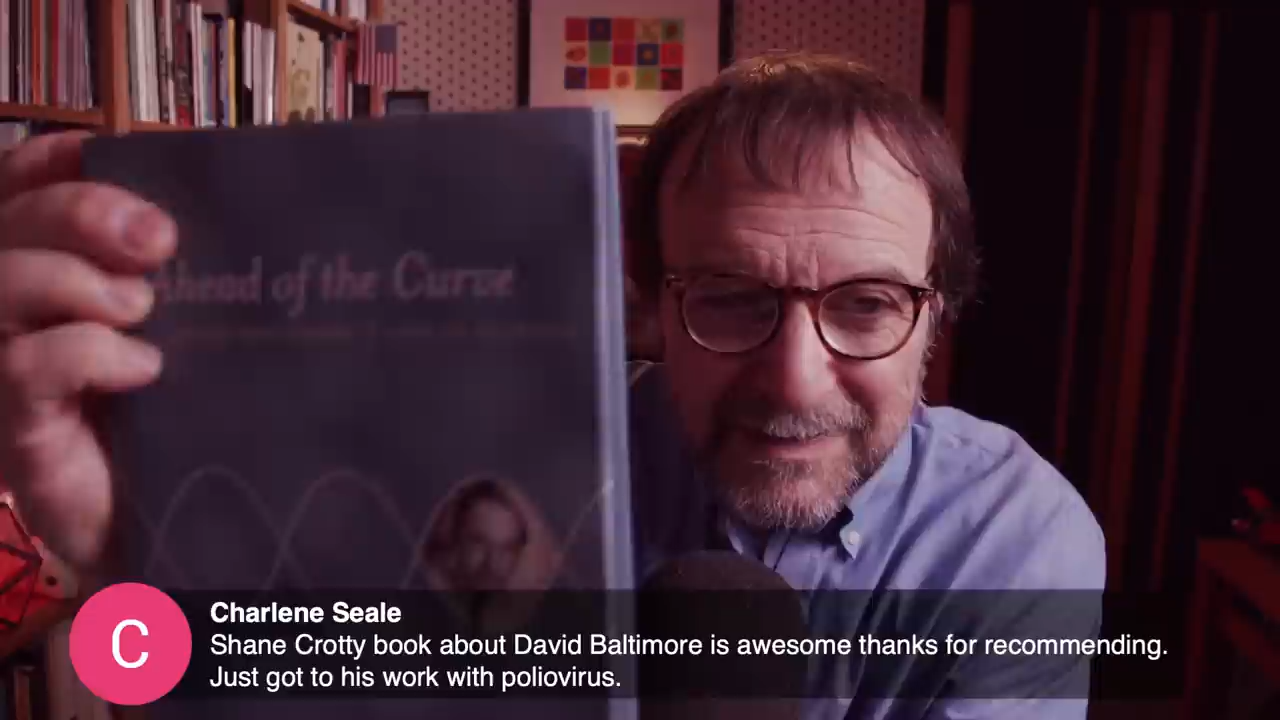 Ahead of the Curve
C
Charlene Seale
Shane Crotty book about David Baltimore is awesome thanks for recommending.
Just got to his work with poliovirus.